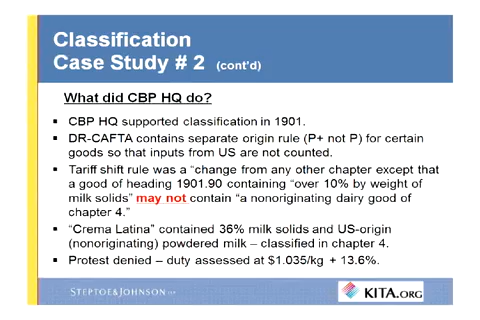 Classification
Case Study # 2 (cont'd)
What did CBP HQ do?
▪ CBP HQ supported classification in 1901.
▪ DR-CAFTA contains separate origin rule (P+ not P) for certain
goods so that inputs from US are not counted.
▪ Tariff shift rule was a “change from any other chapter except that
a good of heading 1901.90 containing “over 10% by weight of
milk solids” may not contain “a nonoriginating dairy good of
chapter 4.”
▪ “Crema Latina” contained 36% milk solids and US-origin
(nonoriginating) powdered milk – classified in chapter 4.
▪ Protest denied – duty assessed at $1.035/kg + 13.6%.
STEPTOE&JOHNSON LLP
KITA.ORG